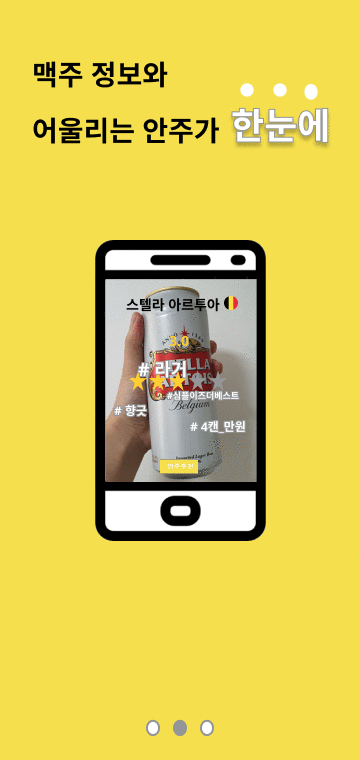 맥주 정보와
어울리는 안주가 한눈에
스텔라 아르투아
3.0
# 리거
#심플이즈더베스트
# 향긋
Belgium
# 4캔_만원
안주추천